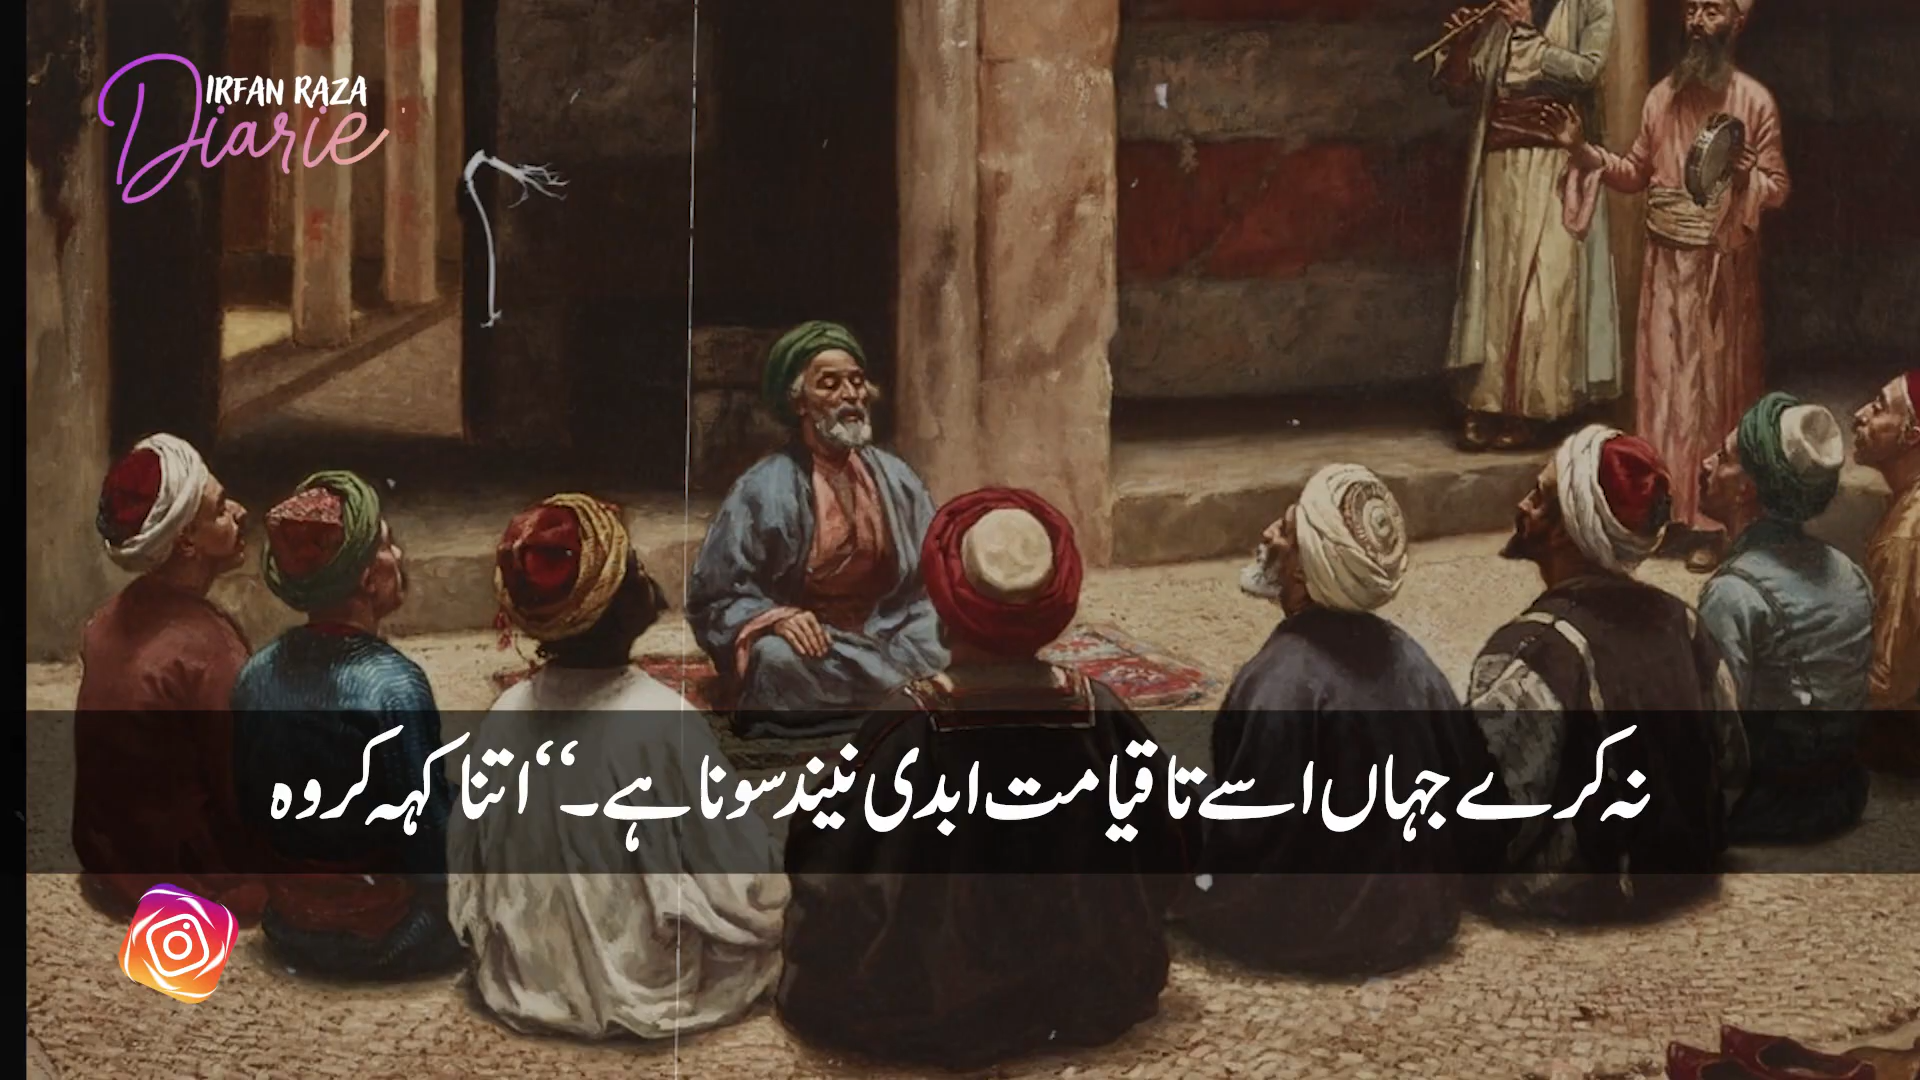 IRFAN RAZA
Diarie
نہ کرے جہاں اسے تا قیامت ابدی نیند سونا ہے۔‘‘ اتنا کہہ کر وہ